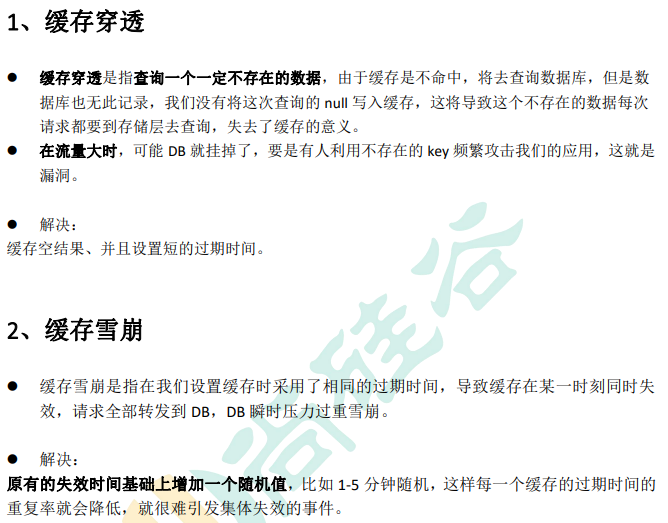 1、缓存穿透
● 缓存穿透是指查询一个一定不存在的数据，由于缓存是不命中，将去查询数据库，但是数
据库也无此记录，我们没有将这次查询的 null 写入缓存，这将导致这个不存在的数据每次
请求都要到存储层去查询，失去了缓存的意义。
● 在流量大时，可能 DB 就挂掉了，要是有人利用不存在的 key 频繁攻击我们的应用，这就是
漏洞。
● 解决：
缓存空结果、并且设置短的过期时间。
2、缓存雪崩
● 缓存雪崩是指在我们设置缓存时采用了相同的过期时间，导致缓存在某一时刻同时失
效，请求全部转发到 DB，DB 瞬时压力过重雪崩。
● 解决：
原有的失效时间基础上增加一个随机值，比如 1-5 分钟随机，这样每一个缓存的过期时间的
重复率就会降低，就很难引发集体失效的事件。
尚硅谷